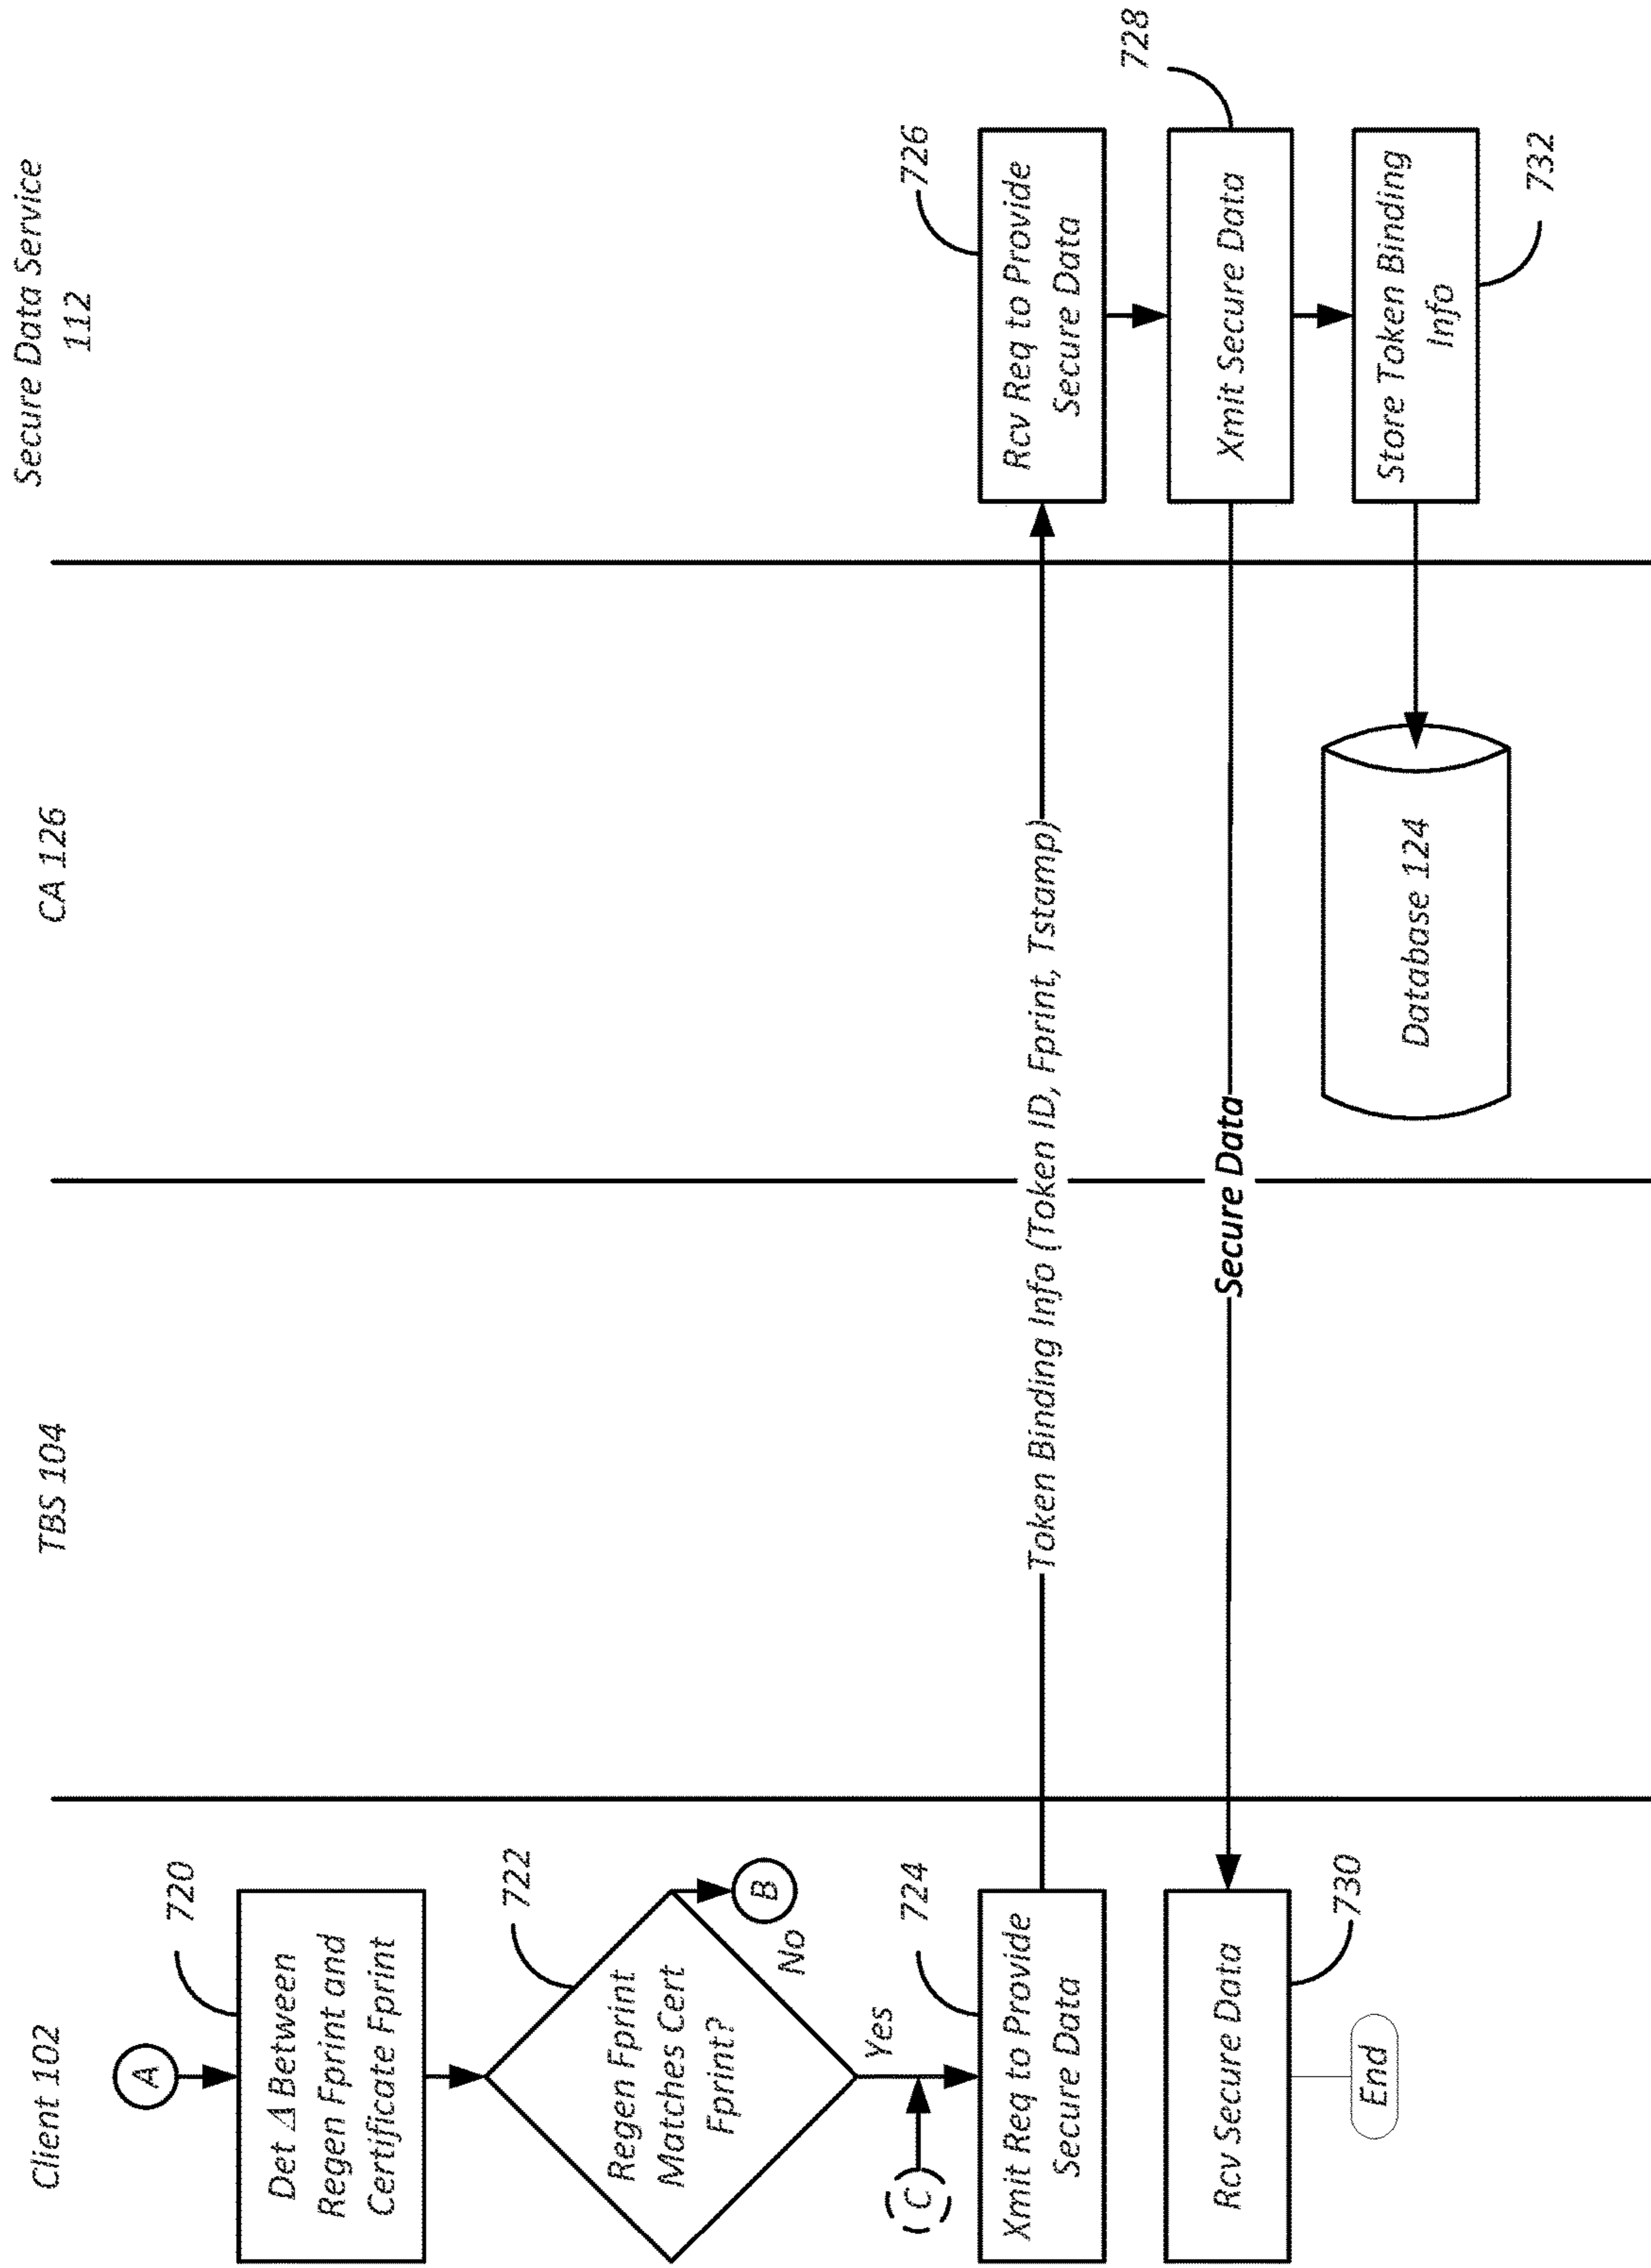 Client 102
TBS 104
CA 126
Secure Data Service
112
A
720
Det Δ Between
Regen Fprint and
Certificate Fprint
722
Regen Fprint
Matches Cert
Fprint?
B
No
Yes
C
724
Xmit Req to Provide
Secure Data
Token Binding Info (Token ID, Fprint, Tstamp)
726
Rcv Req to Provide
Secure Data
728
Xmit Secure Data
Secure Data
Rcv Secure Data
730
End
Store Token Binding
Info
732
Database 124